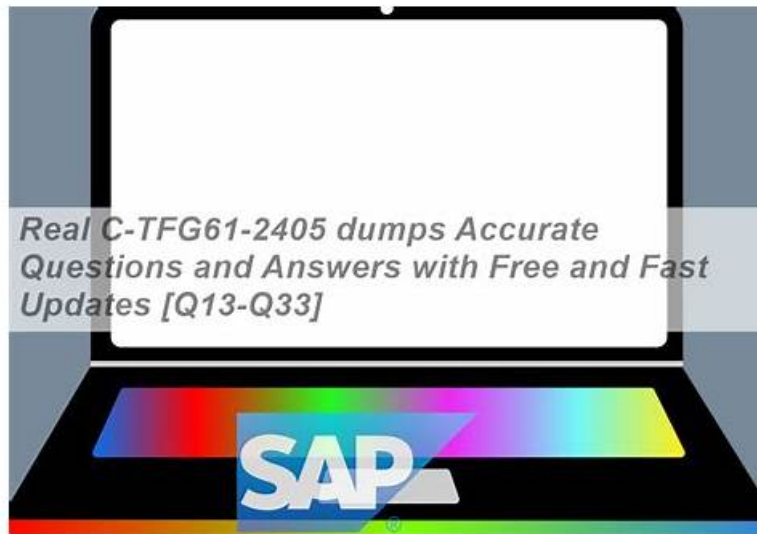 Real C-TFG61-2405 dumps Accurate
Questions and Answers with Free and Fast
Updates [Q13-Q33]
SAP
®